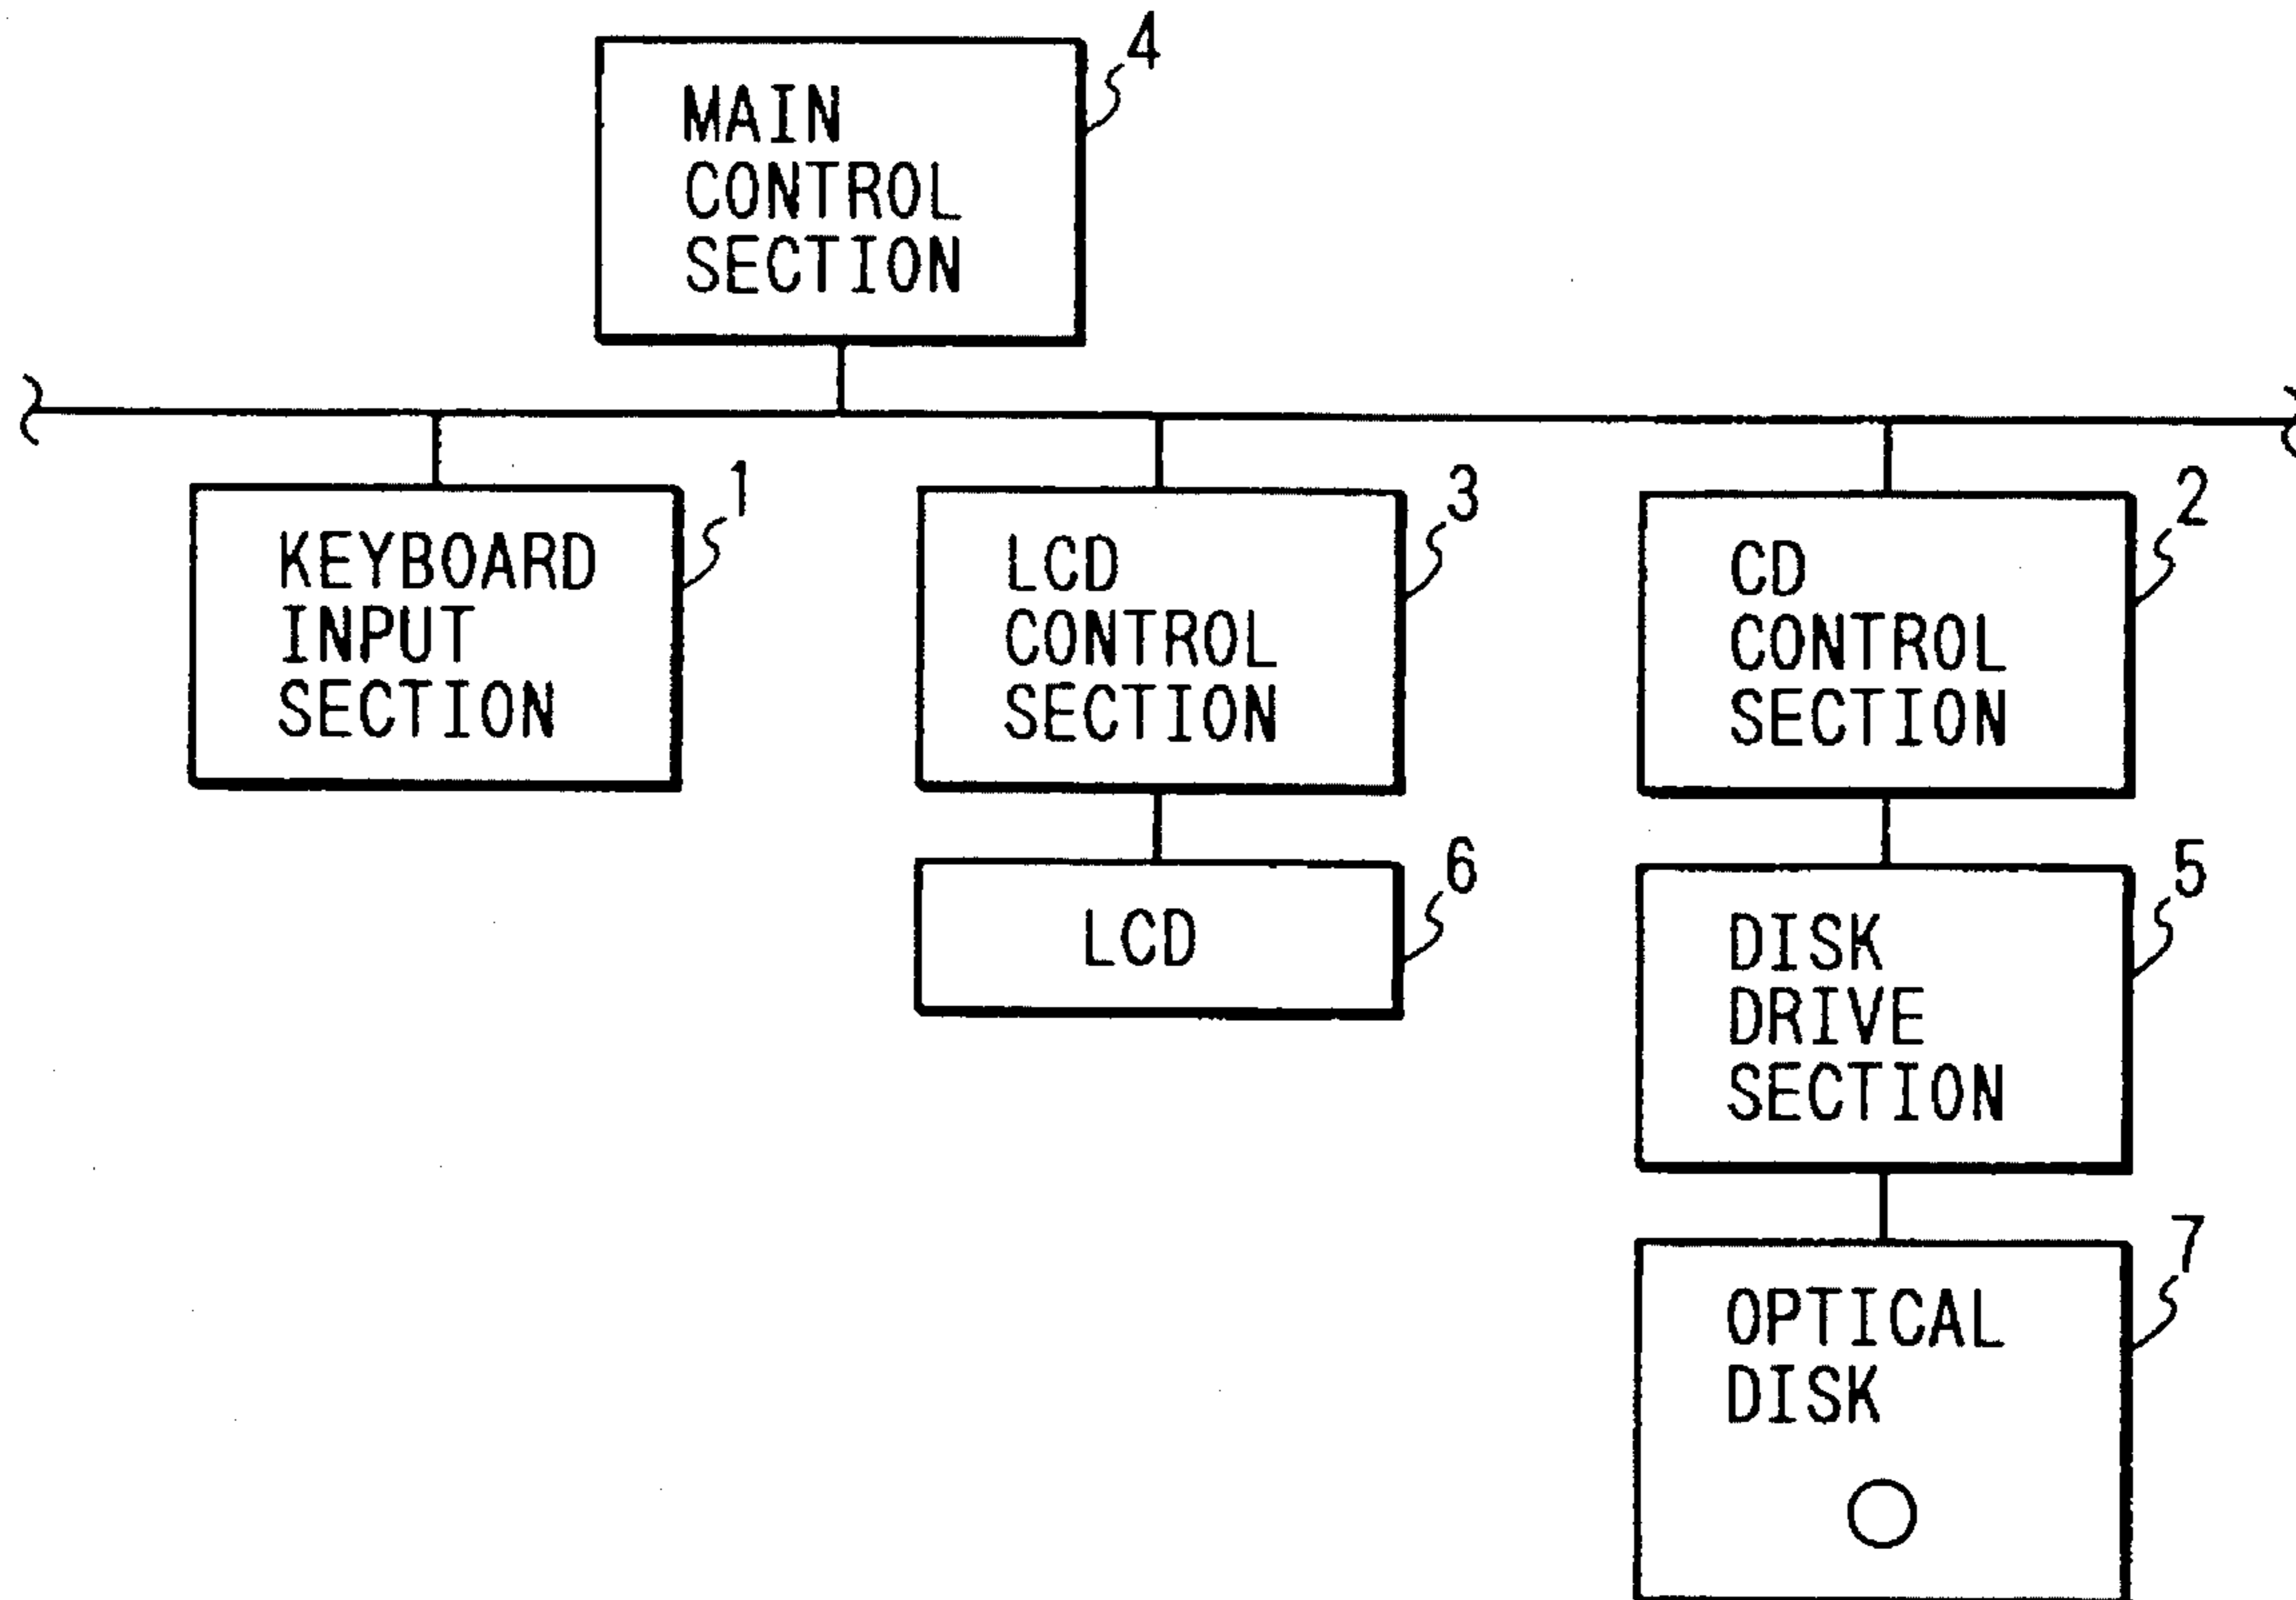 4
MAIN
CONTROL
SECTION
1
KEYBOARD
INPUT
SECTION
3
LCD
CONTROL
SECTION
2
CD
CONTROL
SECTION
6
LCD
5
DISK
DRIVE
SECTION
7
OPTICAL
DISK